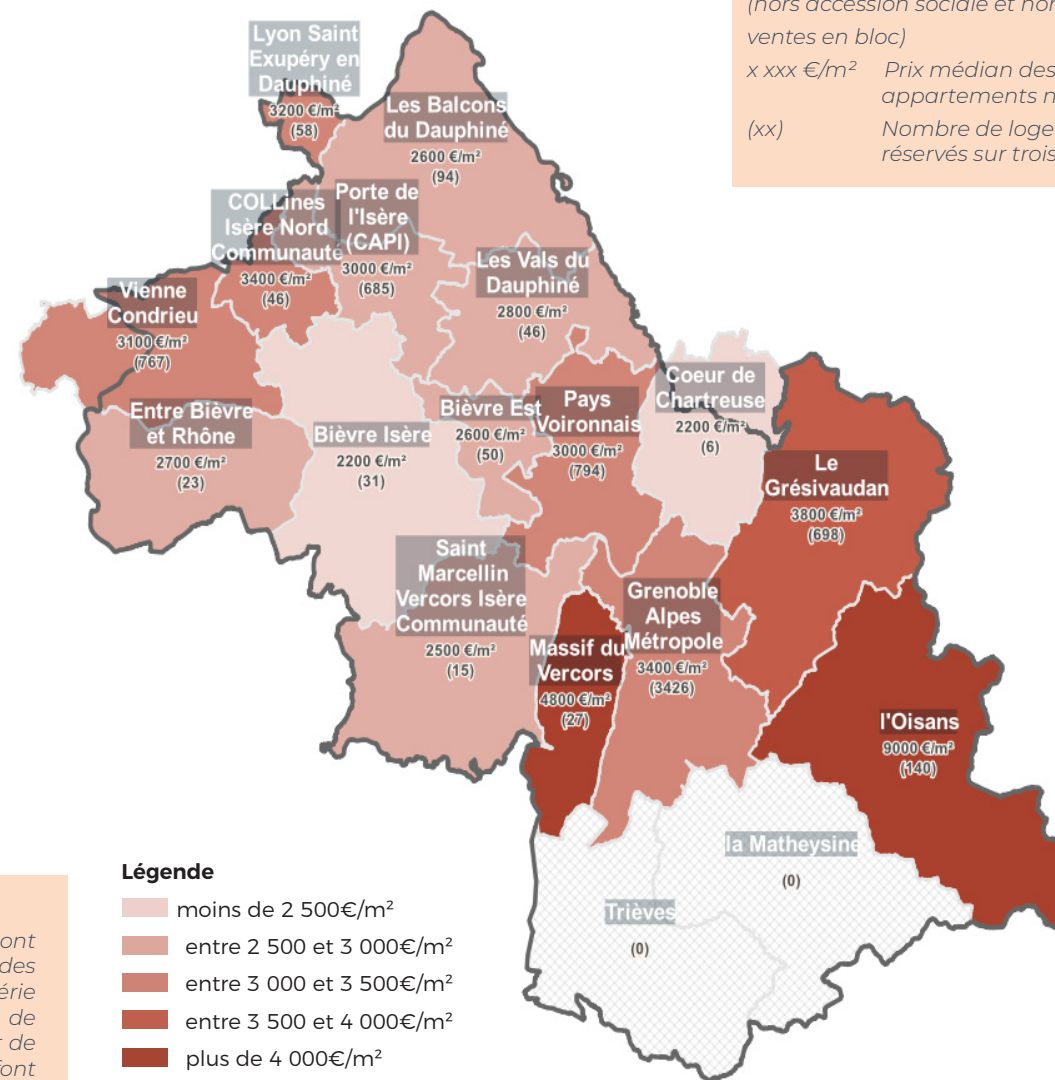 (hors accession sociale et hor
ventes en bloc)
x xxx €/m² Prix médian des
appartements n
(xx) Nombre de loge
réservés sur trois
Lyon Saint
Exupéry en
Dauphiné
3200 €/m²
(58)
Les Balcons
du Dauphiné
2600 €/m²
(94)
COLLines
Isère Nord
Communauté
3400 €/m²
(46)
Porte de
l'Isère
(CAPI)
3000 €/m²
(685)
Les Vals du
Dauphiné
2800 €/m²
(46)
Vienne
Condrieu
3100 €/m²
(767)
Entre Bièvre
et Rhône
2700 €/m²
(23)
Bièvre Isère
2200 €/m²
(31)
Bièvre Est
2600 €/m²
(50)
Pays
Voironnais
3000 €/m²
(794)
Coeur de
Chartreuse
2200 €/m²
(6)
Le
Grésivaudan
3800 €/m²
(698)
Saint
Marcellin
Vercors Isère
Communauté
2500 €/m²
(15)
Massif du
Vercors
4800 €/m²
(27)
Grenoble
Alpes
Métropole
3400 €/m²
(3426)
l'Oisans
9000 €/m²
(140)
la Matheysine
(0)
Trièves
(0)
Légende
moins de 2 500€/m²
entre 2 500 et 3 000€/m²
entre 3 000 et 3 500€/m²
entre 3 500 et 4 000€/m²
plus de 4 000€/m²
ont
des
érie
de
de
font